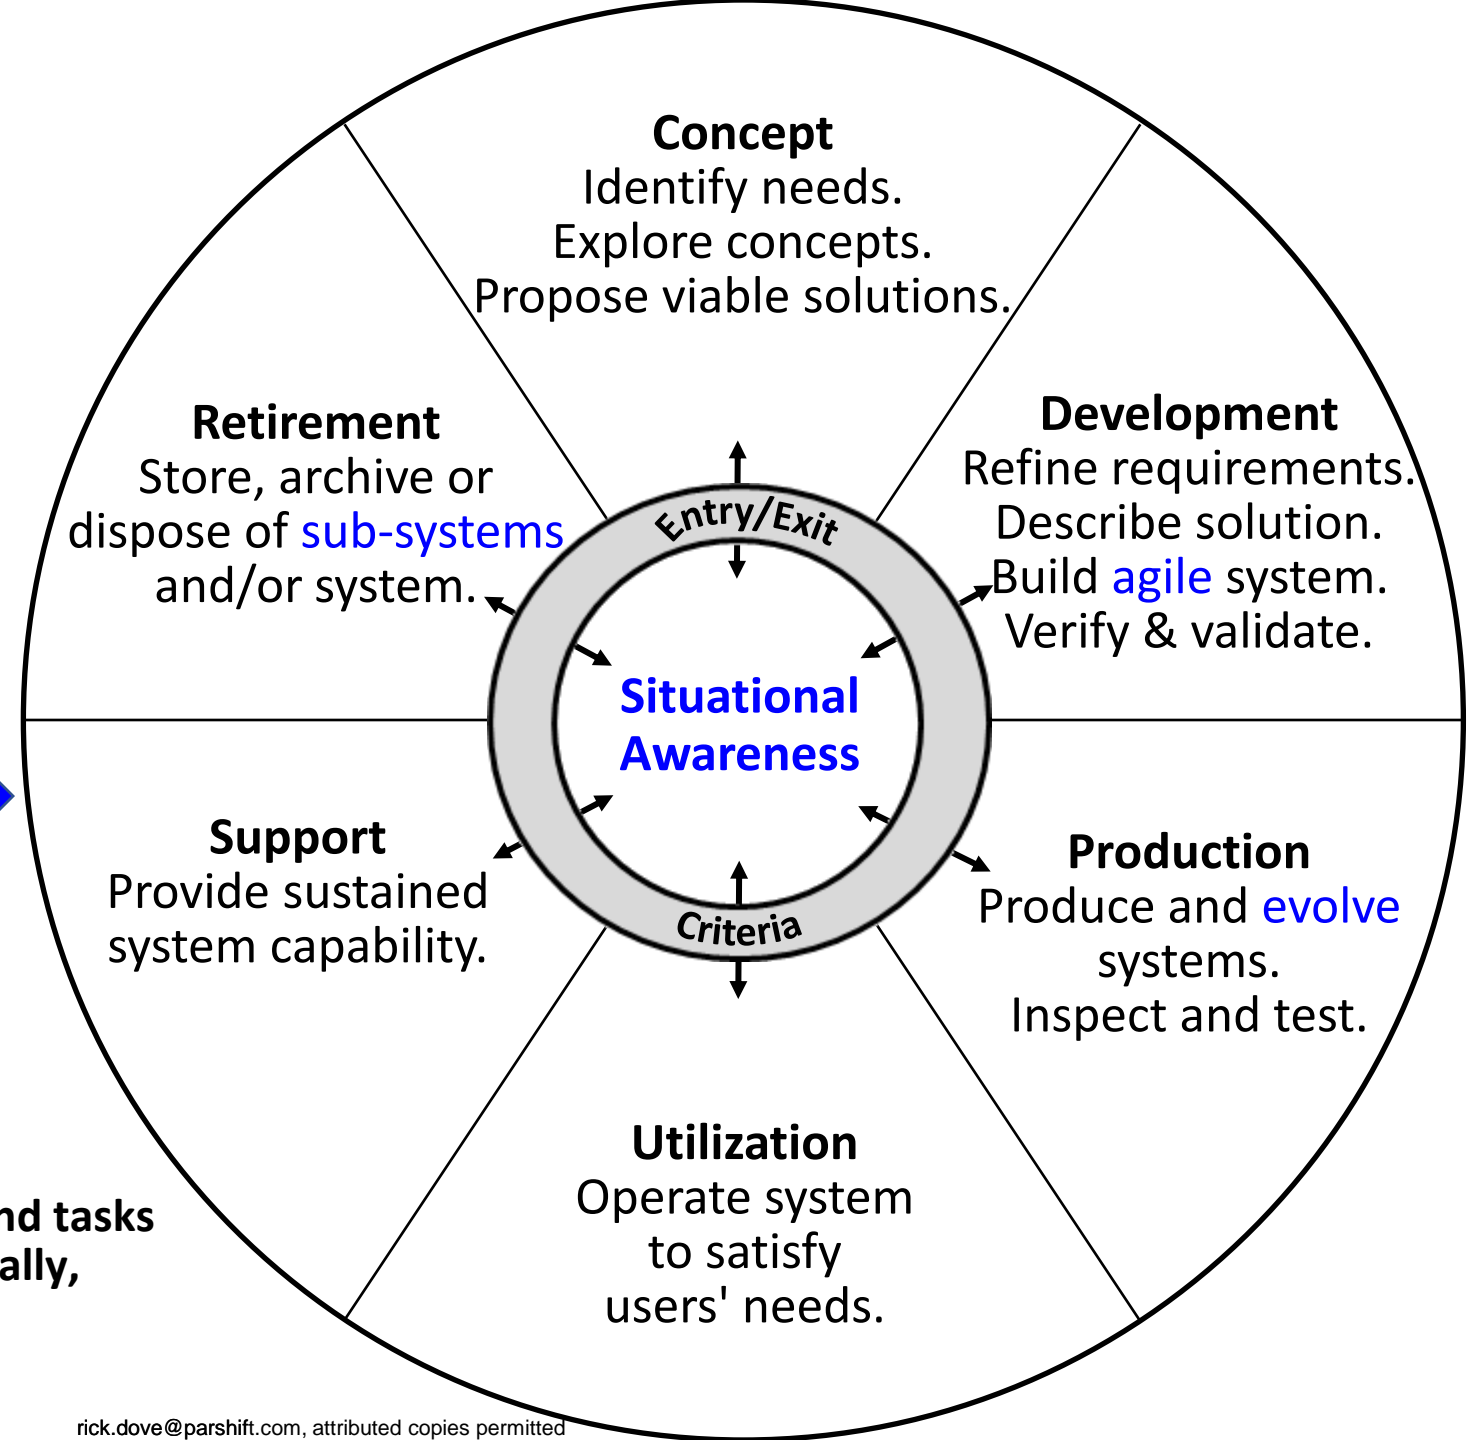 Concept
Identify needs.
Explore concepts.
Propose viable solutions.
Retirement
Store, archive or
dispose of sub-systems
and/or system.
Development
Refine requirements.
Describe solution.
Build agile system.
Verify & validate.
Entry/Exit
Situational
Awareness
Criteria
Support
Provide sustained
system capability.
Production
Produce and evolve
systems.
Inspect and test.
Utilization
Operate system
to satisfy
users' needs.
nd tasks
ally,
rick.dove@parshift.com, attributed copies permitted